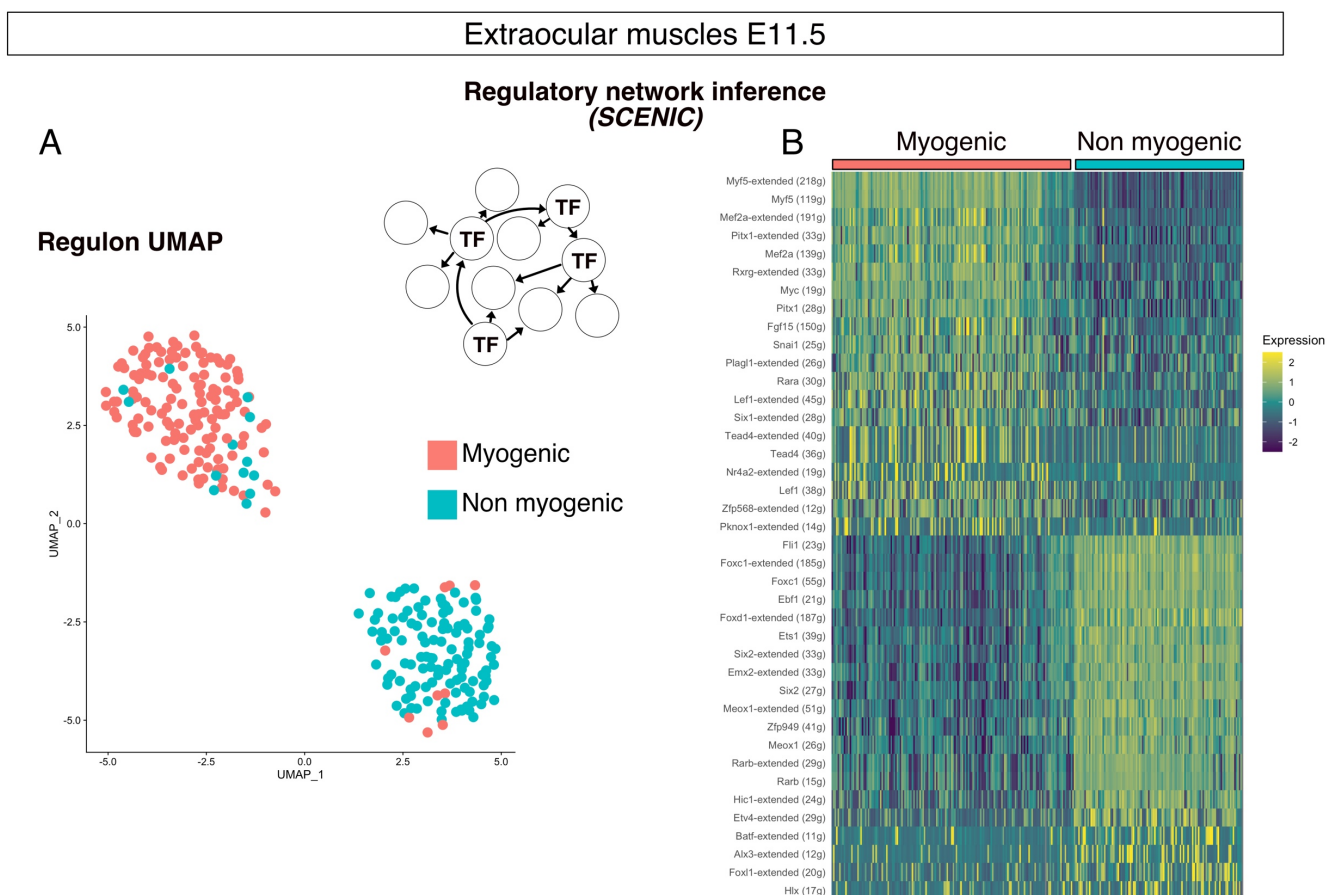 Extraocular muscles E11.5
Regulatory network inference
(SCENIC)
A
Regulon UMAP
TF
TF
TF
TF
5.0
2.5
0.0
-2.5
-5.0
UMAP_2
-5.0
-2.5
0.0
2.5
5.0
UMAP_1
Myogenic
Non myogenic
B
Myogenic
Non myogenic
Myf5-extended (218g)
Myf5 (119g)
Mef2a-extended (191g)
Pitx1-extended (33g)
Mef2a (139g)
Rxrg-extended (33g)
Myc (19g)
Pitx1 (28g)
Fgf15 (150g)
Snai1 (25g)
Plagl1-extended (26g)
Rara (30g)
Lef1-extended (45g)
Six1-extended (28g)
Tead4-extended (40g)
Tead4 (36g)
Nr4a2-extended (19g)
Lef1 (38g)
Zfp568-extended (12g)
Pknox1-extended (14g)
Fli1 (23g)
Foxc1-extended (185g)
Foxc1 (55g)
Ebf1 (21g)
Foxd1-extended (187g)
Ets1 (39g)
Six2-extended (33g)
Emx2-extended (33g)
Six2 (27g)
Meox1-extended (51g)
Zfp949 (41g)
Meox1 (26g)
Rarb-extended (29g)
Rarb (15g)
Hic1-extended (24g)
Etv4-extended (29g)
Batf-extended (11g)
Alx3-extended (12g)
Foxl1-extended (20g)
Hlx (17g)
Expression
2
1
0
-1
-2